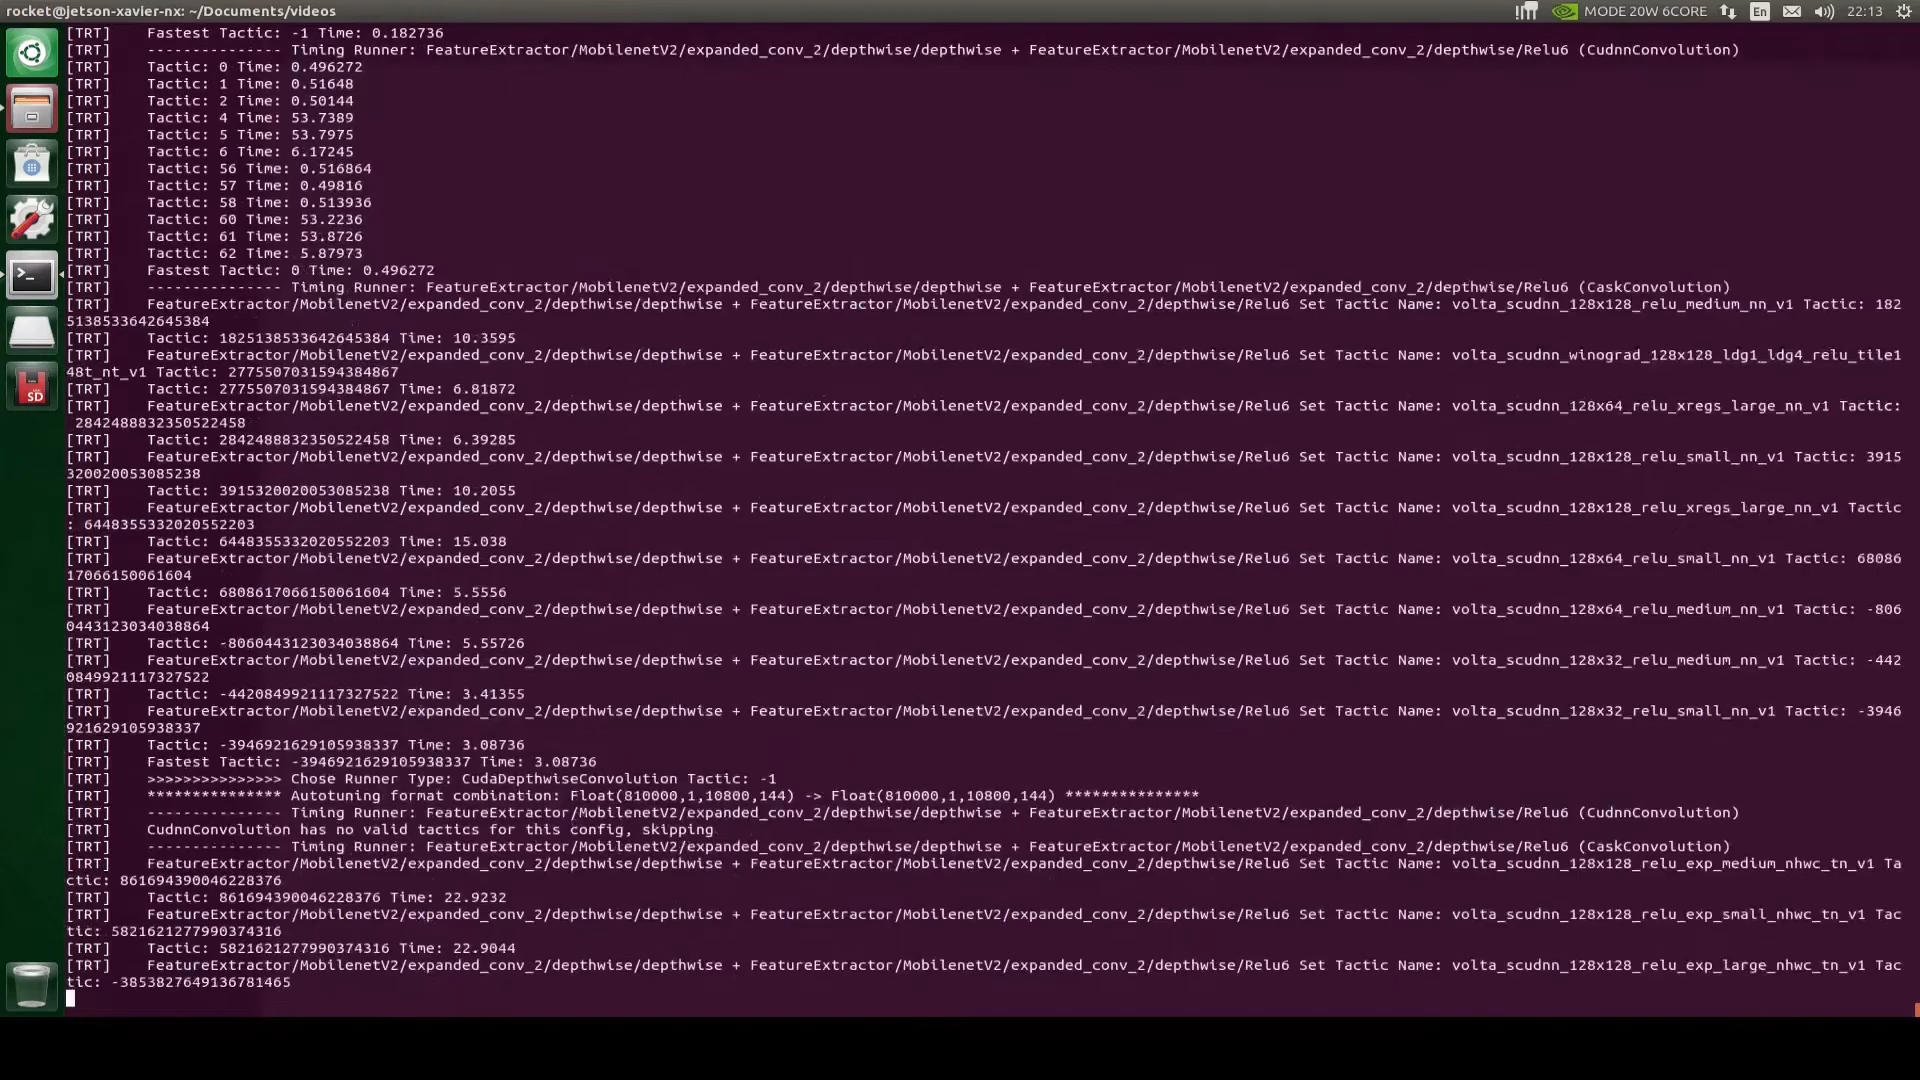 rocket@jetson-xavier-nx: ~/Documents/videos
MODE 20W 6CORE En 22:13
[TRT] Fastest Tactic: -1 Time: 0.182736
[TRT] --------------- Timing Runner: FeatureExtractor/MobilenetV2/expanded_conv_2/depthwise/depthwise + FeatureExtractor/MobilenetV2/expanded_conv_2/depthwise/Relu6 (CudnnConvolution)
[TRT] Tactic: 0 Time: 0.496272
[TRT] Tactic: 1 Time: 0.51648
[TRT] Tactic: 2 Time: 0.50144
[TRT] Tactic: 4 Time: 53.7389
[TRT] Tactic: 5 Time: 53.7975
[TRT] Tactic: 6 Time: 6.17245
[TRT] Tactic: 56 Time: 0.516864
[TRT] Tactic: 57 Time: 0.49816
[TRT] Tactic: 58 Time: 0.513936
[TRT] Tactic: 60 Time: 53.2236
[TRT] Tactic: 61 Time: 53.8726
[TRT] Tactic: 62 Time: 5.87973
[TRT] Fastest Tactic: 0 Time: 0.496272
[TRT] --------------- Timing Runner: FeatureExtractor/MobilenetV2/expanded_conv_2/depthwise/depthwise + FeatureExtractor/MobilenetV2/expanded_conv_2/depthwise/Relu6 (CaskConvolution)
[TRT] FeatureExtractor/MobilenetV2/expanded_conv_2/depthwise/depthwise + FeatureExtractor/MobilenetV2/expanded_conv_2/depthwise/Relu6 Set Tactic Name: volta_scudnn_128x128_relu_medium_nn_v1 Tactic: 182
5138533642645384
[TRT] Tactic: 1825138533642645384 Time: 10.3595
[TRT] FeatureExtractor/MobilenetV2/expanded_conv_2/depthwise/depthwise + FeatureExtractor/MobilenetV2/expanded_conv_2/depthwise/Relu6 Set Tactic Name: volta_scudnn_winograd_128x128_ldg1_ldg4_relu_tile1
48t_nt_v1 Tactic: 2775507031594384867
[TRT] Tactic: 2775507031594384867 Time: 6.81872
[TRT] FeatureExtractor/MobilenetV2/expanded_conv_2/depthwise/depthwise + FeatureExtractor/MobilenetV2/expanded_conv_2/depthwise/Relu6 Set Tactic Name: volta_scudnn_128x64_relu_xregs_large_nn_v1 Tactic:
2842488832350522458
[TRT] Tactic: 2842488832350522458 Time: 6.39285
[TRT] FeatureExtractor/MobilenetV2/expanded_conv_2/depthwise/depthwise + FeatureExtractor/MobilenetV2/expanded_conv_2/depthwise/Relu6 Set Tactic Name: volta_scudnn_128x128_relu_small_nn_v1 Tactic: 3915
320020053085238
[TRT] Tactic: 3915320020053085238 Time: 10.2055
[TRT] FeatureExtractor/MobilenetV2/expanded_conv_2/depthwise/depthwise + FeatureExtractor/MobilenetV2/expanded_conv_2/depthwise/Relu6 Set Tactic Name: volta_scudnn_128x128_relu_xregs_large_nn_v1 Tactic
: 6448355332020552203
[TRT] Tactic: 6448355332020552203 Time: 15.038
[TRT] FeatureExtractor/MobilenetV2/expanded_conv_2/depthwise/depthwise + FeatureExtractor/MobilenetV2/expanded_conv_2/depthwise/Relu6 Set Tactic Name: volta_scudnn_128x64_relu_small_nn_v1 Tactic: 68086
17066150061604
[TRT] Tactic: 6808617066150061604 Time: 5.5556
[TRT] FeatureExtractor/MobilenetV2/expanded_conv_2/depthwise/depthwise + FeatureExtractor/MobilenetV2/expanded_conv_2/depthwise/Relu6 Set Tactic Name: volta_scudnn_128x64_relu_medium_nn_v1 Tactic: -806
0443123034038864
[TRT] Tactic: -8060443123034038864 Time: 5.55726
[TRT] FeatureExtractor/MobilenetV2/expanded_conv_2/depthwise/depthwise + FeatureExtractor/MobilenetV2/expanded_conv_2/depthwise/Relu6 Set Tactic Name: volta_scudnn_128x32_relu_medium_nn_v1 Tactic: -442
0849921117327522
[TRT] Tactic: -4420849921117327522 Time: 3.41355
[TRT] FeatureExtractor/MobilenetV2/expanded_conv_2/depthwise/depthwise + FeatureExtractor/MobilenetV2/expanded_conv_2/depthwise/Relu6 Set Tactic Name: volta_scudnn_128x32_relu_small_nn_v1 Tactic: -3946
921629105938337
[TRT] Tactic: -3946921629105938337 Time: 3.08736
[TRT] Fastest Tactic: -3946921629105938337 Time: 3.08736
[TRT] >>>>>>>>>>>>>>> Chose Runner Type: CudaDepthwiseConvolution Tactic: -1
[TRT] *************** Autotuning format combination: Float(810000,1,10800,144) -> Float(810000,1,10800,144) ***************
[TRT] --------------- Timing Runner: FeatureExtractor/MobilenetV2/expanded_conv_2/depthwise/depthwise + FeatureExtractor/MobilenetV2/expanded_conv_2/depthwise/Relu6 (CudnnConvolution)
[TRT] CudnnConvolution has no valid tactics for this config, skipping
[TRT] --------------- Timing Runner: FeatureExtractor/MobilenetV2/expanded_conv_2/depthwise/depthwise + FeatureExtractor/MobilenetV2/expanded_conv_2/depthwise/Relu6 (CaskConvolution)
[TRT] FeatureExtractor/MobilenetV2/expanded_conv_2/depthwise/depthwise + FeatureExtractor/MobilenetV2/expanded_conv_2/depthwise/Relu6 Set Tactic Name: volta_scudnn_128x128_relu_exp_medium_nhwc_tn_v1 Ta
ctic: 861694390046228376
[TRT] Tactic: 861694390046228376 Time: 22.9232
[TRT] FeatureExtractor/MobilenetV2/expanded_conv_2/depthwise/depthwise + FeatureExtractor/MobilenetV2/expanded_conv_2/depthwise/Relu6 Set Tactic Name: volta_scudnn_128x128_relu_exp_small_nhwc_tn_v1 Tac
tic: 5821621277990374316
[TRT] Tactic: 5821621277990374316 Time: 22.9044
[TRT] FeatureExtractor/MobilenetV2/expanded_conv_2/depthwise/depthwise + FeatureExtractor/MobilenetV2/expanded_conv_2/depthwise/Relu6 Set Tactic Name: volta_scudnn_128x128_relu_exp_large_nhwc_tn_v1 Tac
tic: -3853827649136781465
SD